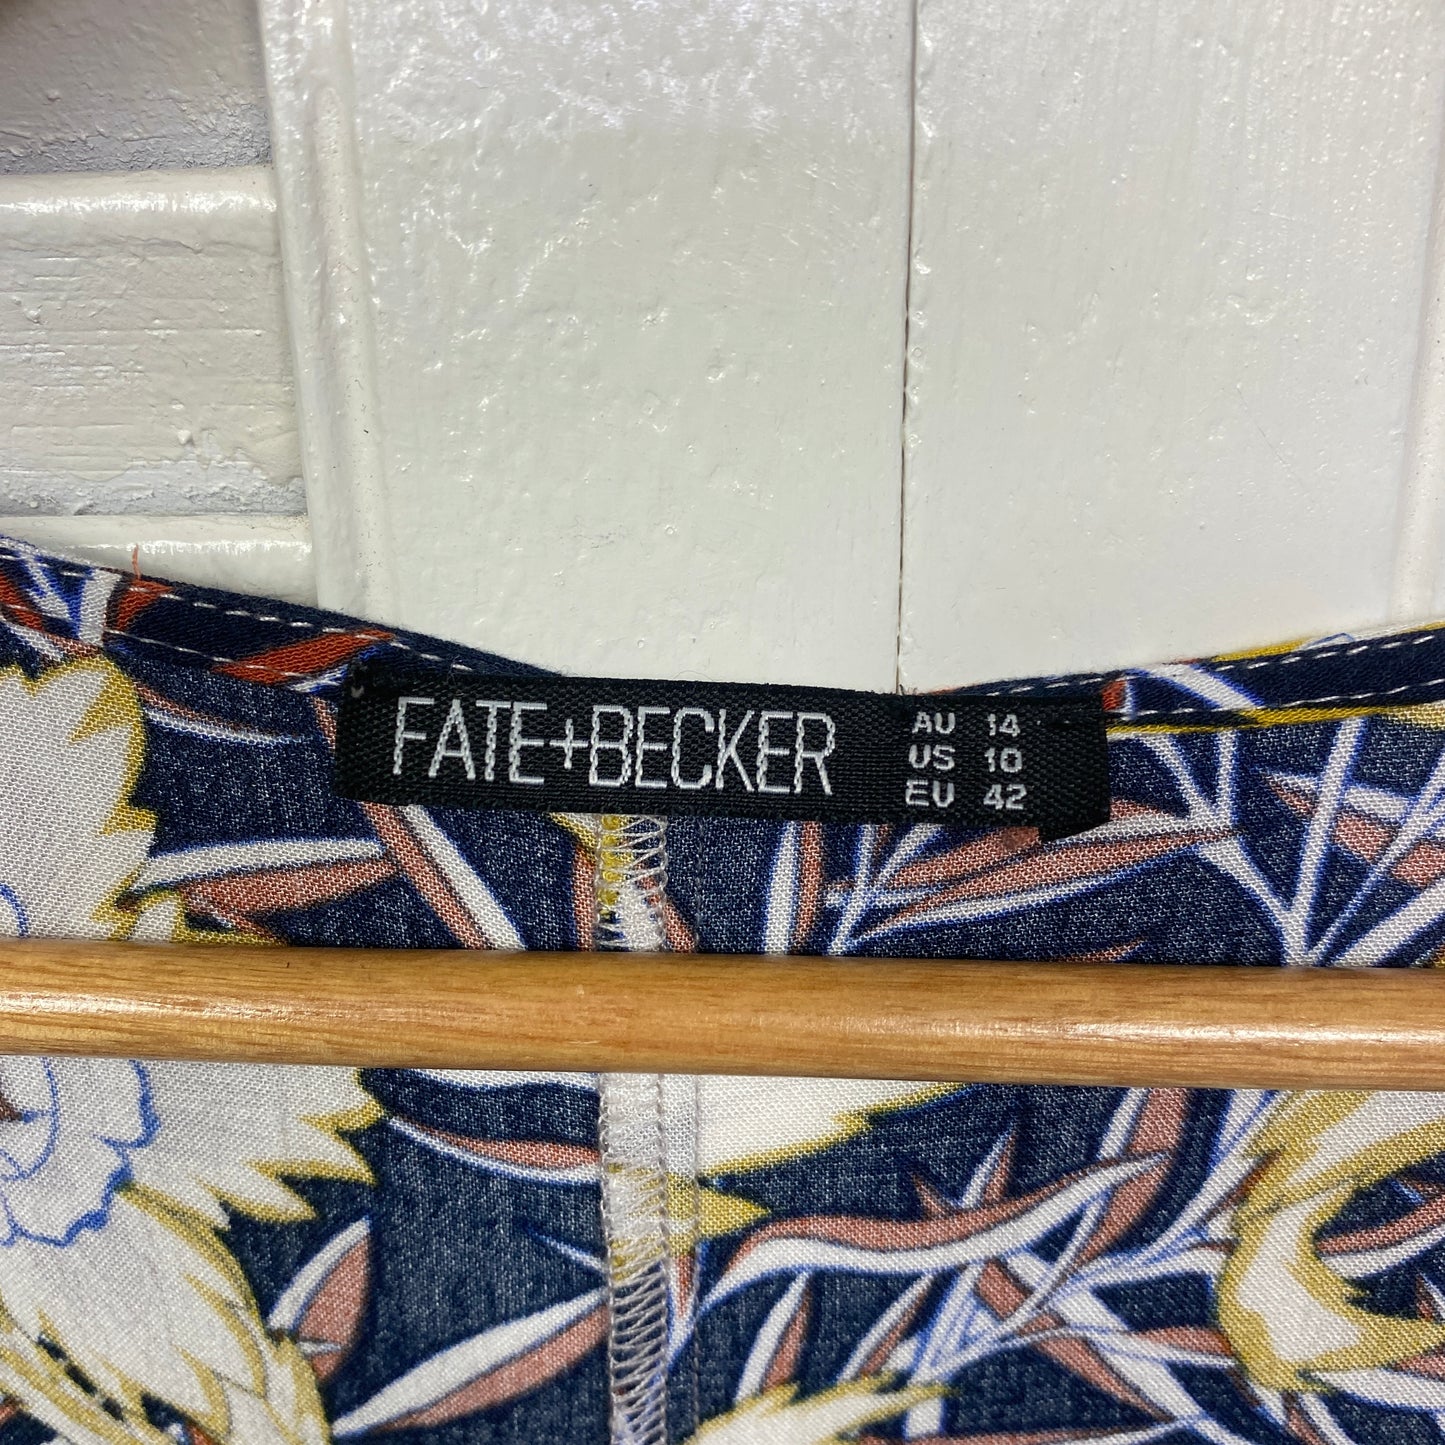 FATE+BECKER
AU 14
US 10
EU 42